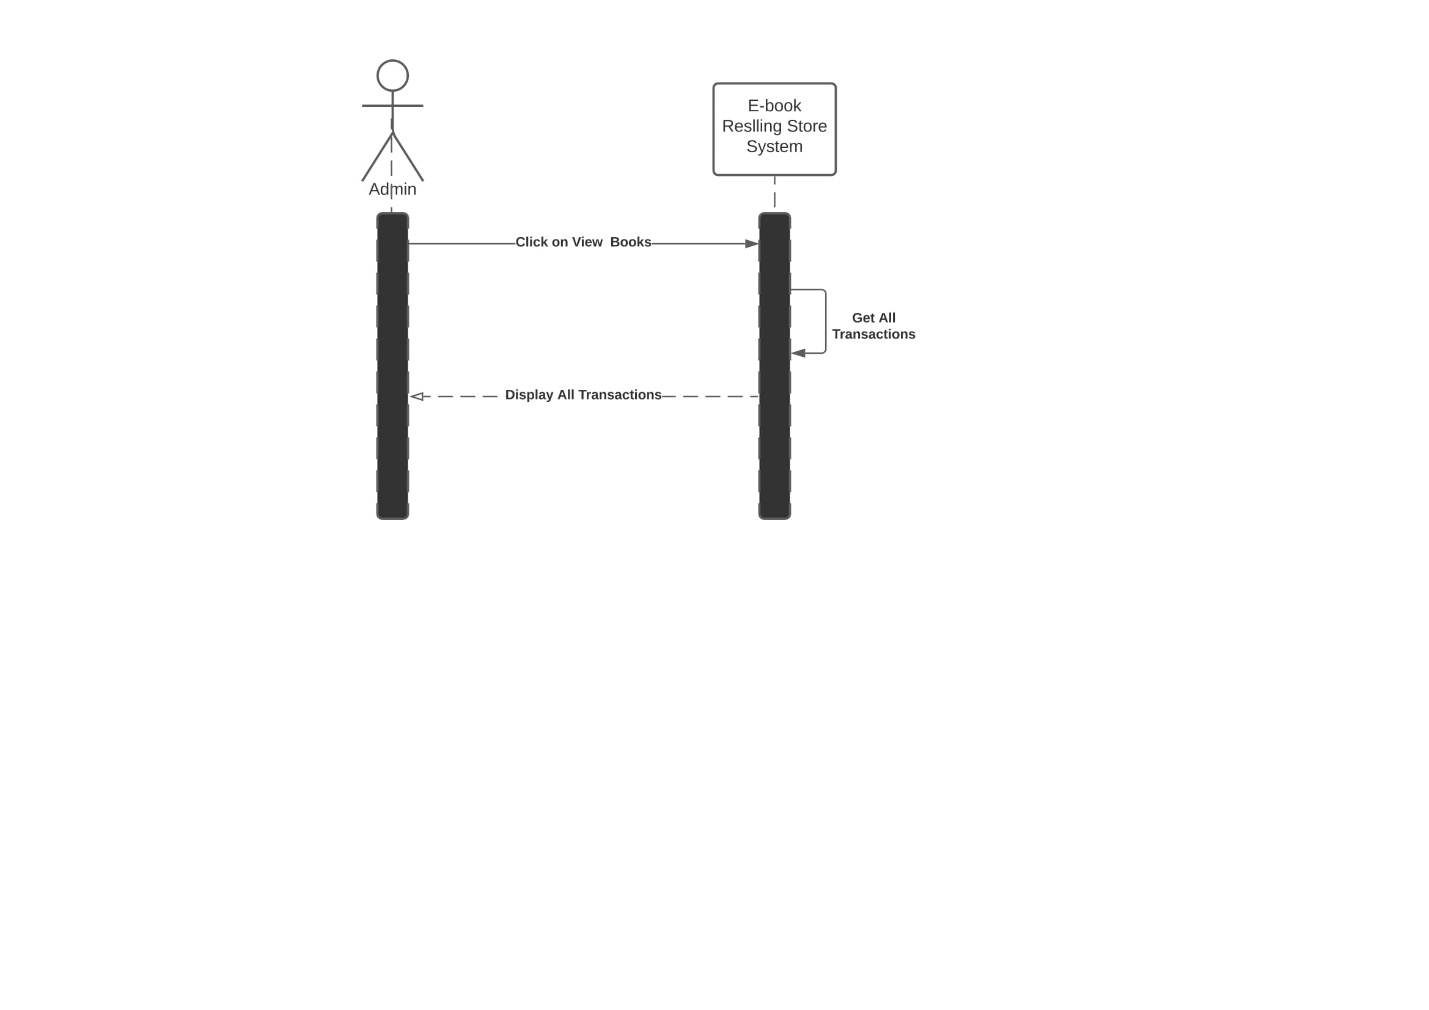 E-book
Reslling Store
System
Admin
Click on View  Books
Get All
Transactions
Display All Transactions